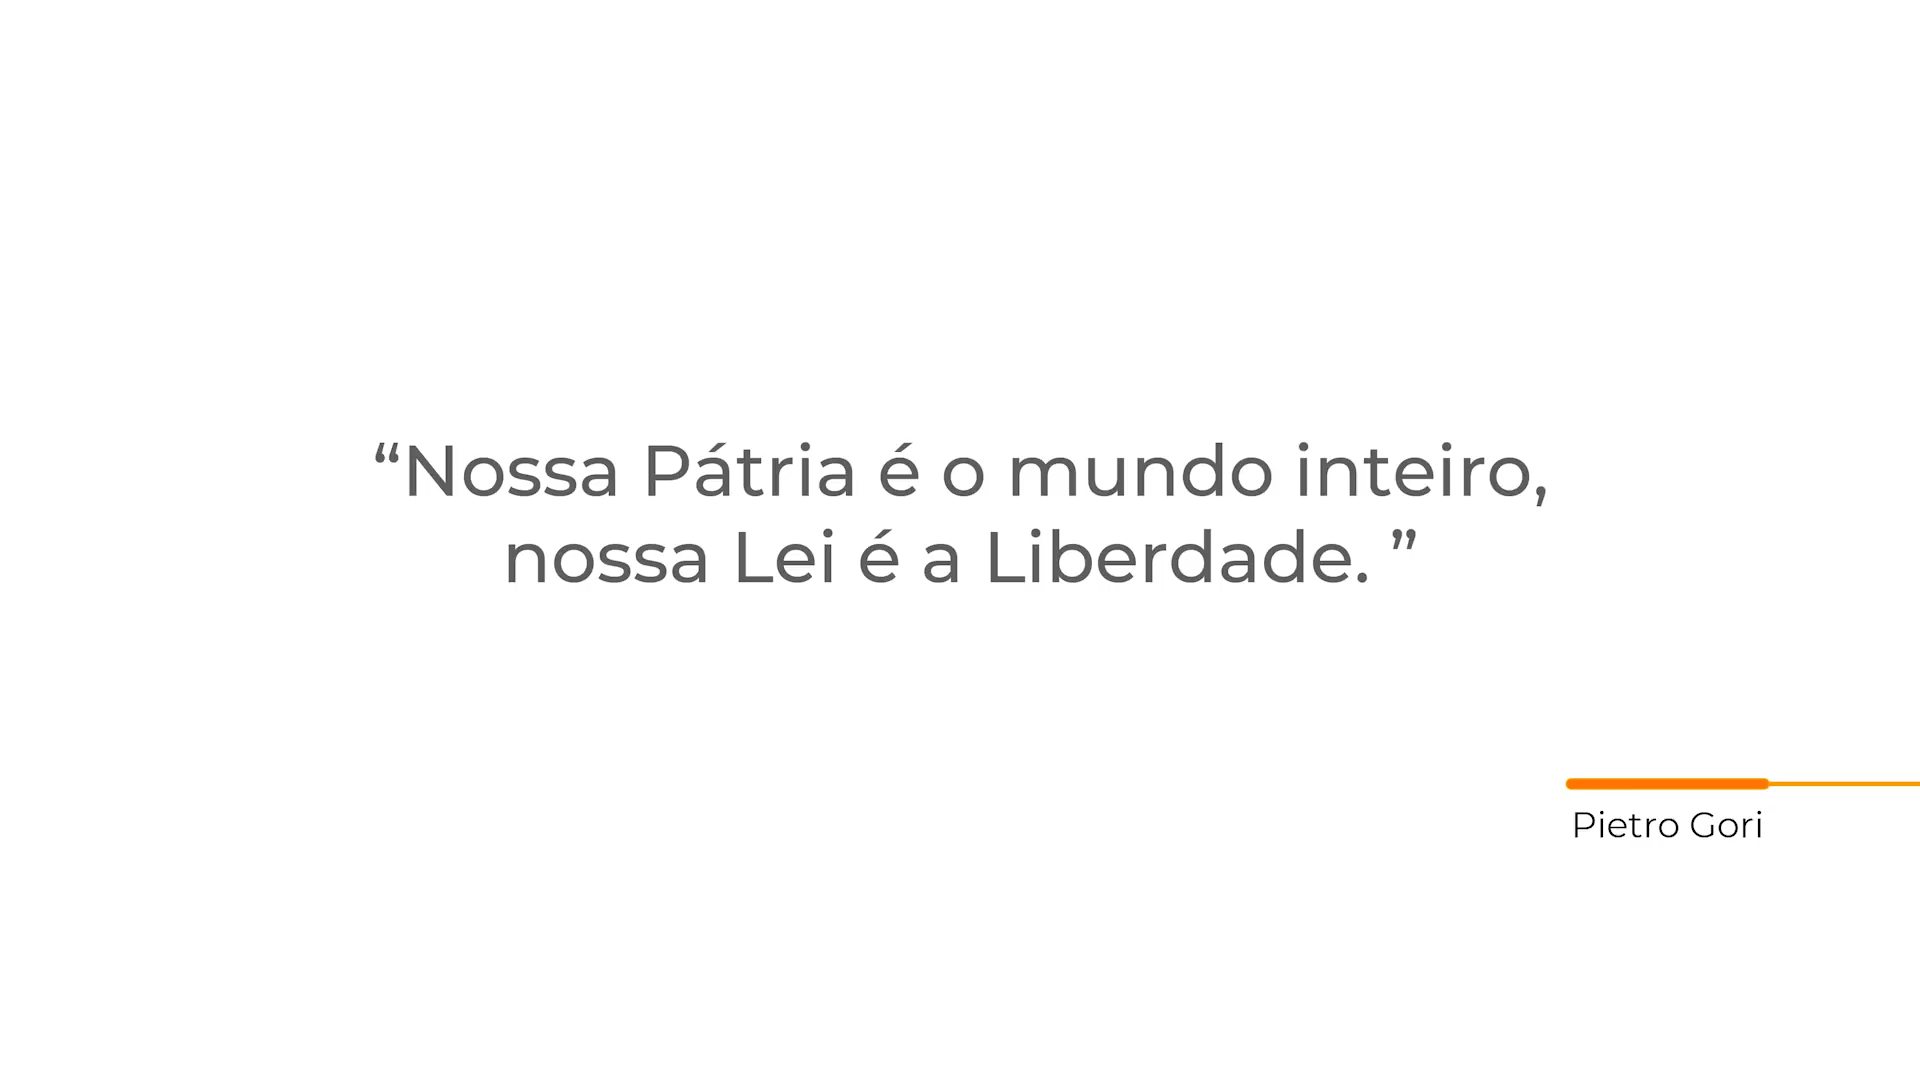 “Nossa Pátria é o mundo inteiro,
nossa Lei é a Liberdade. ”
Pietro Gori